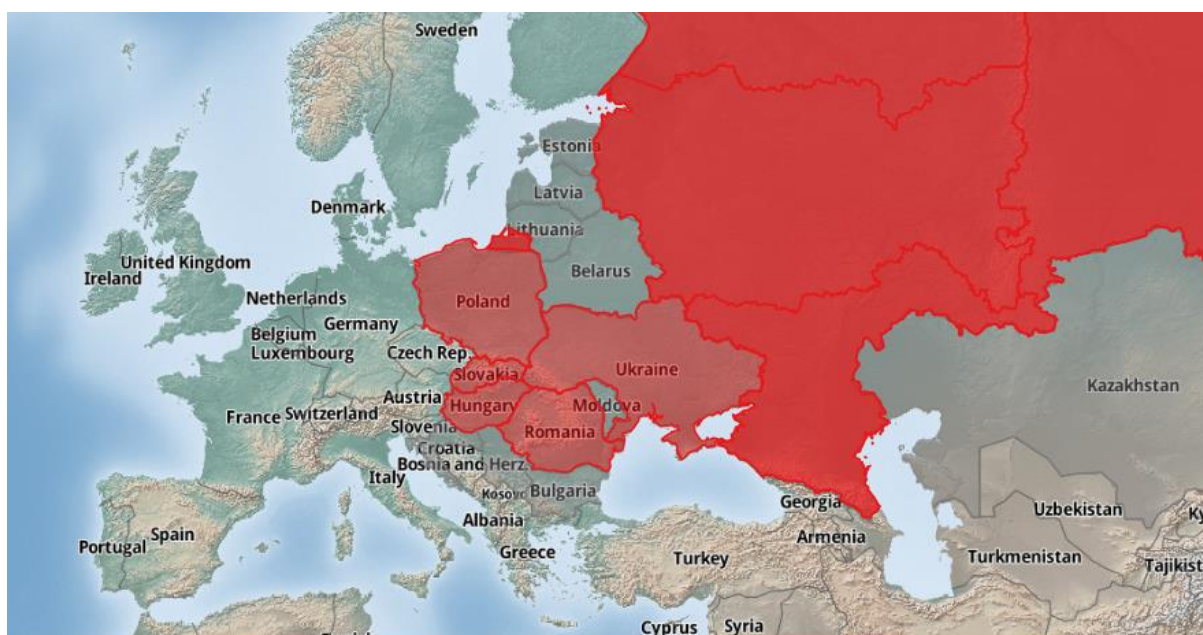 Sweden
Estonia
Latvia
Denmark
Lithuania
Ireland
United Kingdom
Belarus
Netherlands
Poland
Germany
Belgium
Luxembourg
Czech Rep.
Ukraine
Slovakia
Kazakhstan
Austria
Hungary
Moldova
France
Switzerland
Slovenia
Romania
Croatia
Bosnia and Herz.
Italy
Kosovo
Bulgaria
Georgia
Uzbekistan
Ky
Albania
Portugal
Spain
Armenia
Greece
Turkey
Turkmenistan
Tajikist
Cyprus
Syria